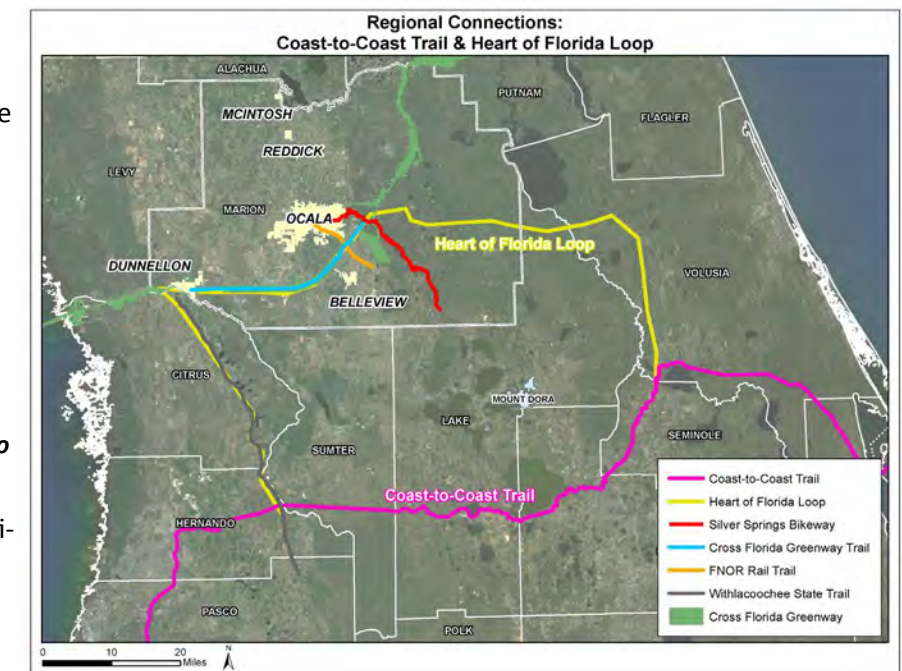 Regional Connections:
Coast-to-Coast Trail & Heart of Florida Loop
ALACHUA
PUTNAM
MCINTOSH
FLAGLER
e
REDDICK
LEVY
MARION
OCALA
Heart of Florida Loop
DUNNELLON
VOLUSIA
BELLEVIEW
CITRUS
MOUNT DORA
LAKE
SEMINOLE
o
SUMTER
Coast-to-Coast Trail
HERNANDO
i-
PASCO
POLK
Coast-to-Coast Trail
Heart of Florida Loop
Silver Springs Bikeway
Cross Florida Greenway Trail
FNOR Rail Trail
Withlacoochee State Trail
Cross Florida Greenway
0 10 20
Miles
N